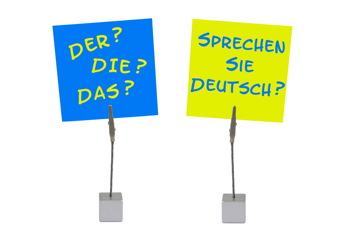 DER?
DIE?
DAS?
SPRECHEN
SIE
DEUTSCH?